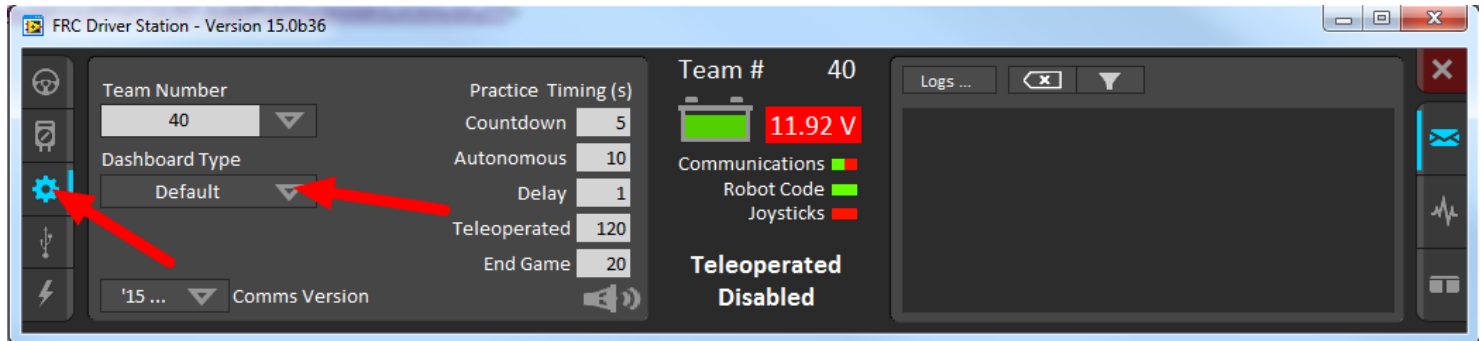 FRC Driver Station - Version 15.0b36
Team Number
40
Dashboard Type
Default
'15 ... Comms Version
Practice Timing (s)
Countdown 5
Autonomous 10
Delay 1
Teleoperated 120
End Game 20
Team # 40
11.92 V
Communications
Robot Code
Joysticks
Teleoperated
Disabled
Logs ...